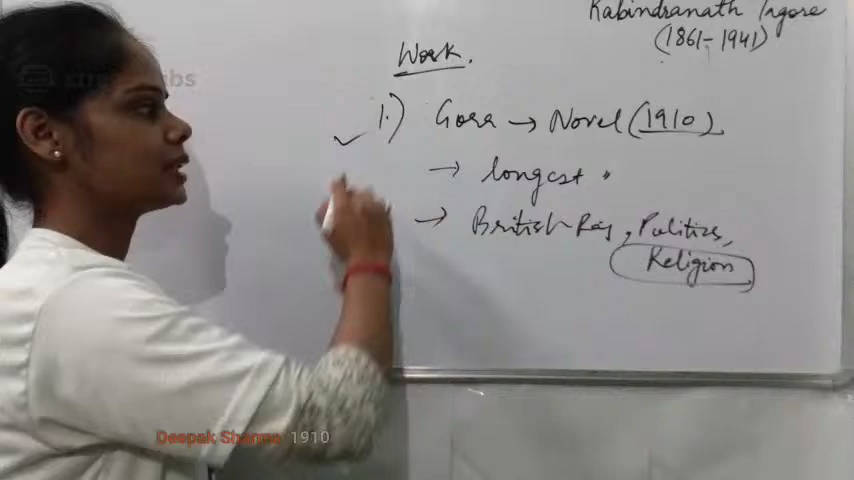 Rabindranath Tagore
(1861-1941)
Work.
1.) Gora → Novel (1910)
→ longest
→ British Raj, Politics,
Religion
Deepak Sharma 1910